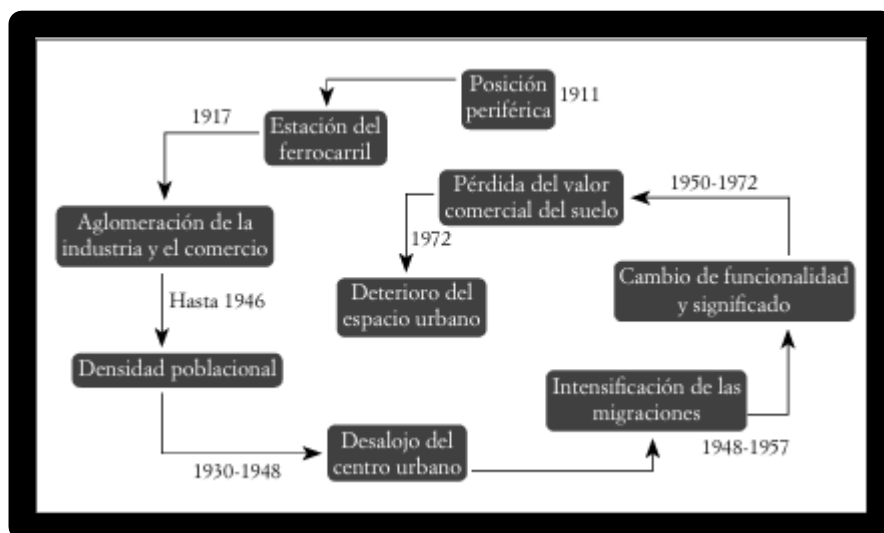 Posición
periférica
1911
Estación del
ferrocarril
1917
Aglomeración de la
industria y el comercio
Hasta 1946
Densidad poblacional
1930-1948
Desalojo del
centro urbano
Intensificación de las
migraciones
1948-1957
Cambio de funcionalidad
y significado
1950-1972
Pérdida del valor
comercial del suelo
1972
Deterioro del
espacio urbano